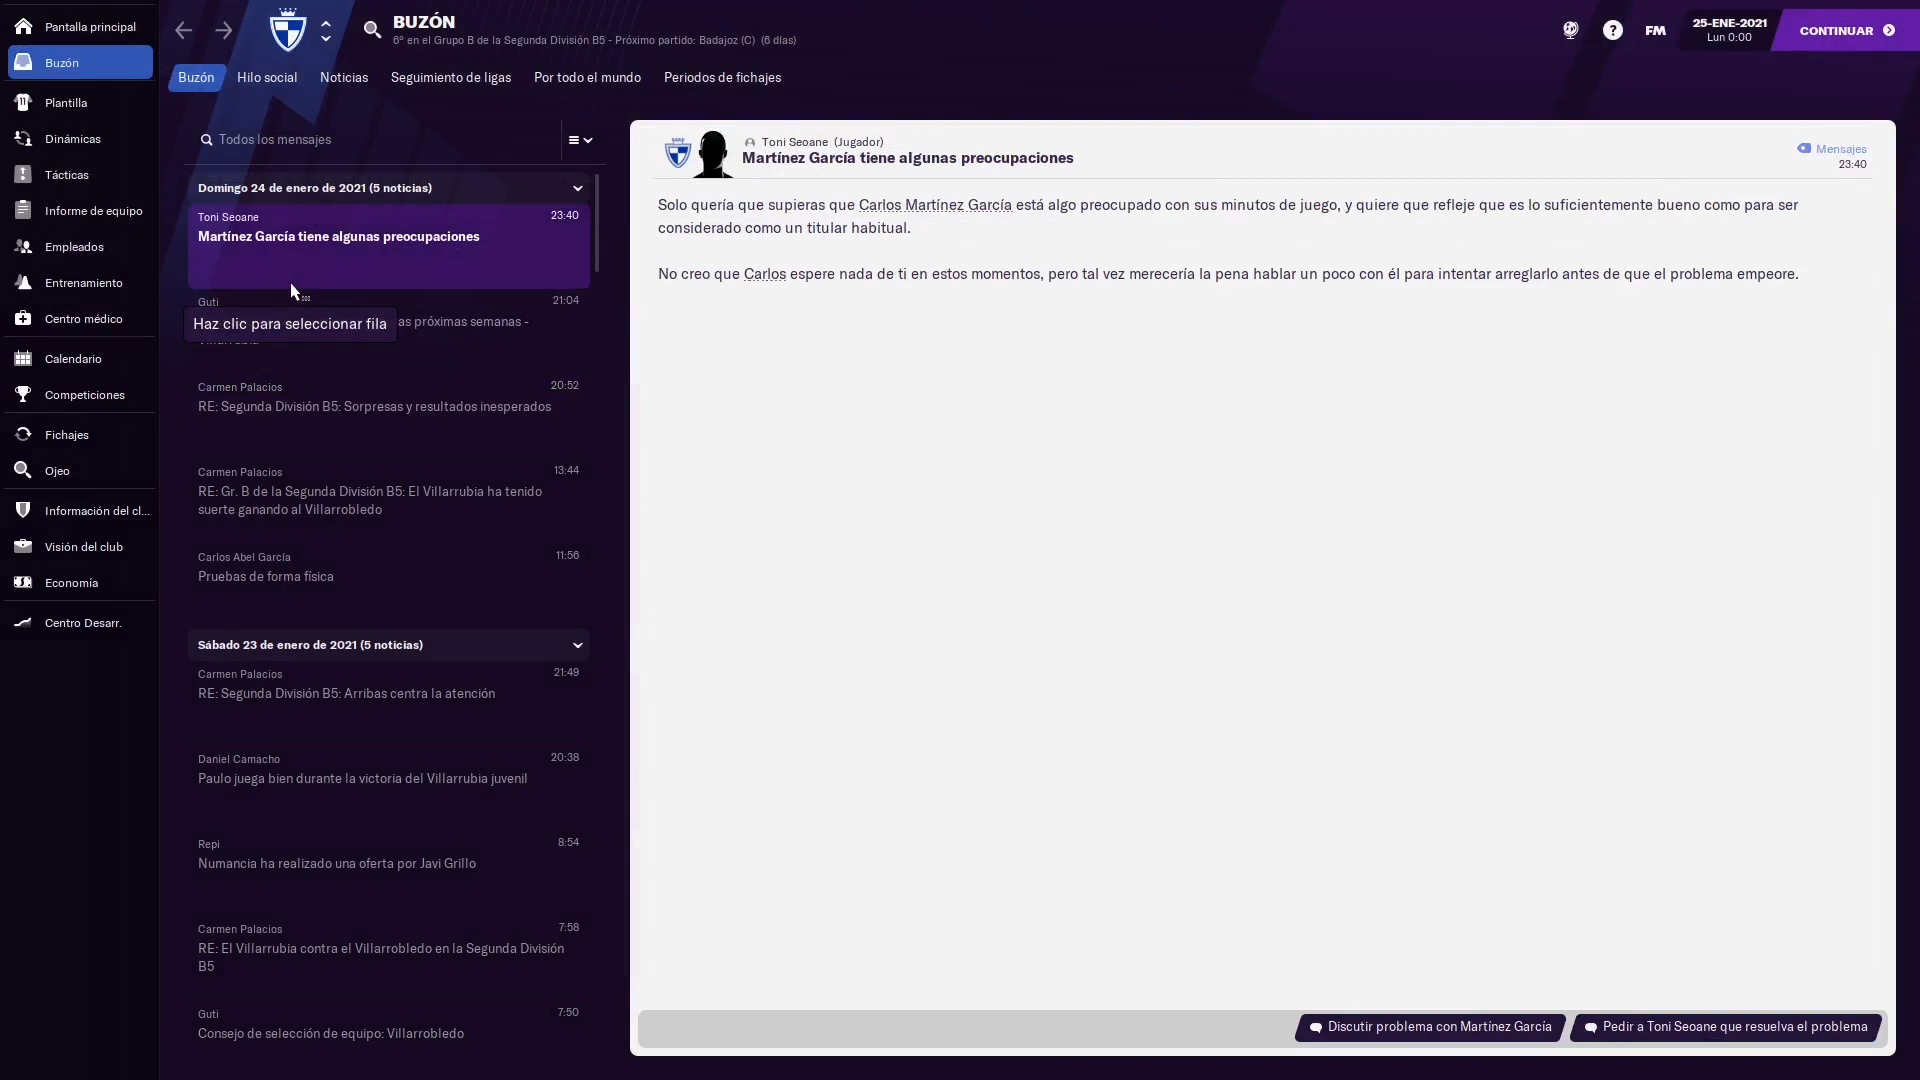 Pantalla principal
Buzón
Plantilla
Dinámicas
Tácticas
Informe de equipo
Empleados
Entrenamiento
Centro médico
Calendario
Competiciones
Fichajes
Ojeo
Información del cl...
Visión del club
Economía
Centro Desarr.
BUZÓN
6º en el Grupo B de la Segunda División B5 - Próximo partido: Badajoz (C) (6 días)
FM
25-ENE-2021
Lun 0:00
CONTINUAR
Buzón
Hilo social
Noticias
Seguimiento de ligas
Por todo el mundo
Periodos de fichajes
Todos los mensajes
Domingo 24 de enero de 2021 (5 noticias)
Toni Seoane 23:40
Martínez García tiene algunas preocupaciones
Guti 21:04
Haz clic para seleccionar fila
as próximas semanas -
Carmen Palacios 20:52
RE: Segunda División B5: Sorpresas y resultados inesperados
Carmen Palacios 13:44
RE: Gr. B de la Segunda División B5: El Villarrubia ha tenido
suerte ganando al Villarrobledo
Carlos Abel García 11:56
Pruebas de forma física
Sábado 23 de enero de 2021 (5 noticias)
Carmen Palacios 21:49
RE: Segunda División B5: Arribas centra la atención
Daniel Camacho 20:38
Paulo juega bien durante la victoria del Villarrubia juvenil
Repi 8:54
Numancia ha realizado una oferta por Javi Grillo
Carmen Palacios 7:58
RE: El Villarrubia contra el Villarrobledo en la Segunda División
B5
Guti 7:50
Consejo de selección de equipo: Villarrobledo
Toni Seoane (Jugador)
Martínez García tiene algunas preocupaciones
Mensajes
23:40
Solo quería que supieras que Carlos Martínez García está algo preocupado con sus minutos de juego, y quiere que refleje que es lo suficientemente bueno como para ser
considerado como un titular habitual.
No creo que Carlos espere nada de ti en estos momentos, pero tal vez merecería la pena hablar un poco con él para intentar arreglarlo antes de que el problema empeore.
Discutir problema con Martínez García
Pedir a Toni Seoane que resuelva el problema